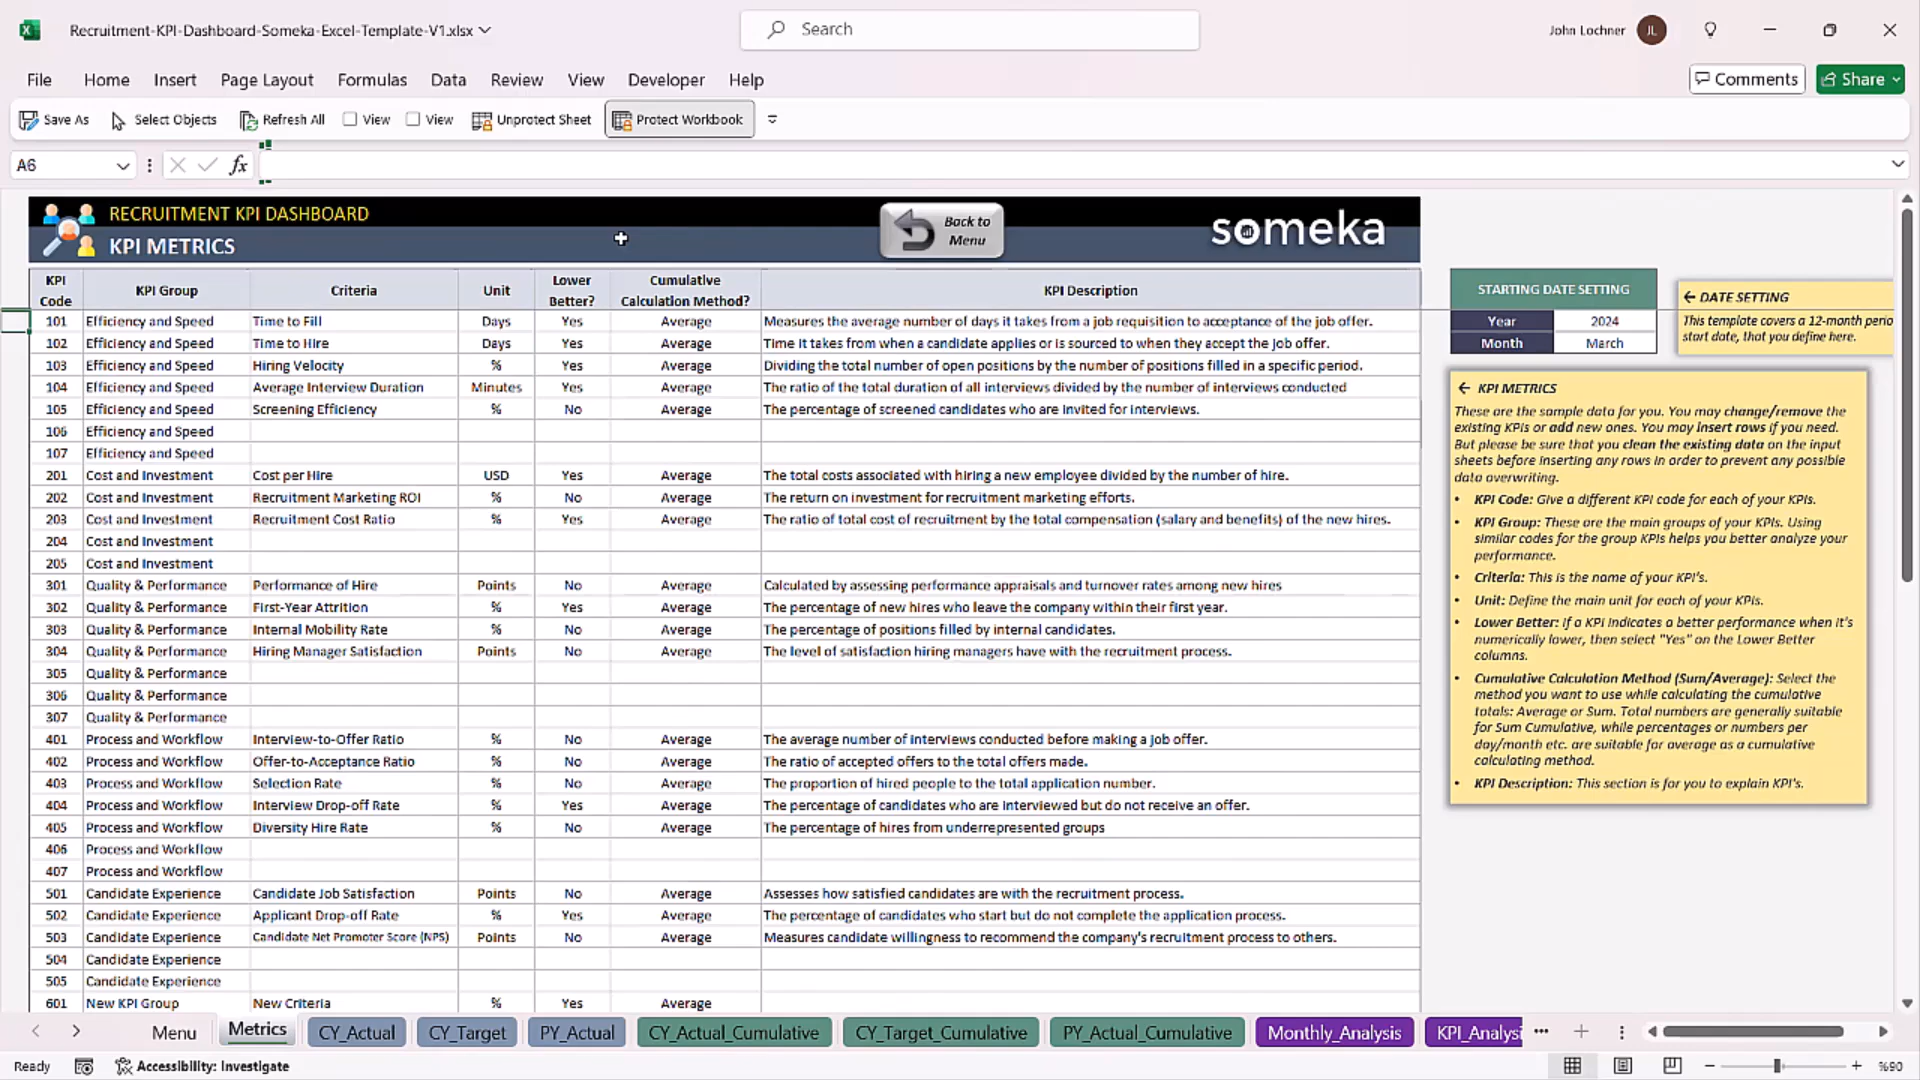 Recruitment-KPI-Dashboard-Someka-Excel-Template-V1.xlsx
Search
John Lochner JL
File Home Insert Page Layout Formulas Data Review View Developer Help
Comments Share
Save As Select Objects Refresh All View View Unprotect Sheet Protect Workbook
A6 fx
RECRUITMENT KPI DASHBOARD
KPI METRICS
Back to
Menu
someka
KPI Code KPI Group Criteria Unit Lower Better? Cumulative Calculation Method? KPI Description
101 Efficiency and Speed Time to Fill Days Yes Average Measures the average number of days it takes from a job requisition to acceptance of the job offer.
102 Efficiency and Speed Time to Hire Days Yes Average Time it takes from when a candidate applies or is sourced to when they accept the job offer.
103 Efficiency and Speed Hiring Velocity % Yes Average Dividing the total number of open positions by the number of positions filled in a specific period.
104 Efficiency and Speed Average Interview Duration Minutes Yes Average The ratio of the total duration of all interviews divided by the number of interviews conducted
105 Efficiency and Speed Screening Efficiency % No Average The percentage of screened candidates who are invited for interviews.
106 Efficiency and Speed
107 Efficiency and Speed
201 Cost and Investment Cost per Hire USD Yes Average The total costs associated with hiring a new employee divided by the number of hire.
202 Cost and Investment Recruitment Marketing ROI % No Average The return on investment for recruitment marketing efforts.
203 Cost and Investment Recruitment Cost Ratio % Yes Average The ratio of total cost of recruitment by the total compensation (salary and benefits) of the new hires.
204 Cost and Investment
205 Cost and Investment
301 Quality & Performance Performance of Hire Points No Average Calculated by assessing performance appraisals and turnover rates among new hires
302 Quality & Performance First-Year Attrition % Yes Average The percentage of new hires who leave the company within their first year.
303 Quality & Performance Internal Mobility Rate % No Average The percentage of positions filled by internal candidates.
304 Quality & Performance Hiring Manager Satisfaction Points No Average The level of satisfaction hiring managers have with the recruitment process.
305 Quality & Performance
306 Quality & Performance
307 Quality & Performance
401 Process and Workflow Interview-to-Offer Ratio % No Average The average number of interviews conducted before making a job offer.
402 Process and Workflow Offer-to-Acceptance Ratio % No Average The ratio of accepted offers to the total offers made.
403 Process and Workflow Selection Rate % No Average The proportion of hired people to the total application number.
404 Process and Workflow Interview Drop-off Rate % Yes Average The percentage of candidates who are interviewed but do not receive an offer.
405 Process and Workflow Diversity Hire Rate % No Average The percentage of hires from underrepresented groups
406 Process and Workflow
407 Process and Workflow
501 Candidate Experience Candidate Job Satisfaction Points No Average Assesses how satisfied candidates are with the recruitment process.
502 Candidate Experience Applicant Drop-off Rate % Yes Average The percentage of candidates who start but do not complete the application process.
503 Candidate Experience Candidate Net Promoter Score (NPS) Points No Average Measures candidate willingness to recommend the company's recruitment process to others.
504 Candidate Experience
505 Candidate Experience
601 New KPI Group New Criteria % Yes Average
STARTING DATE SETTING
Year 2024
Month March
← DATE SETTING
This template covers a 12-month perio
start date, that you define here.
← KPI METRICS
These are the sample data for you. You may change/remove the
existing KPIs or add new ones. You may insert rows if you need.
But please be sure that you clean the existing data on the input
sheets before inserting any rows in order to prevent any possible
data overwriting.
• KPI Code: Give a different KPI code for each of your KPIs.
• KPI Group: These are the main groups of your KPIs. Using
similar codes for the group KPIs helps you better analyze your
performance.
• Criteria: This is the name of your KPI's.
• Unit: Define the main unit for each of your KPIs.
• Lower Better: If a KPI indicates a better performance when it's
numerically lower, then select "Yes" on the Lower Better
columns.
• Cumulative Calculation Method (Sum/Average): Select the
method you want to use while calculating the cumulative
totals: Average or Sum. Total numbers are generally suitable
for Sum Cumulative, while percentages or numbers per
day/month etc. are suitable for average as a cumulative
calculating method.
• KPI Description: This section is for you to explain KPI's.
Menu Metrics CY_Actual CY_Target PY_Actual CY_Actual_Cumulative CY_Target_Cumulative PY_Actual_Cumulative Monthly_Analysis KPI_Analysi
Ready Accessibility: Investigate %90